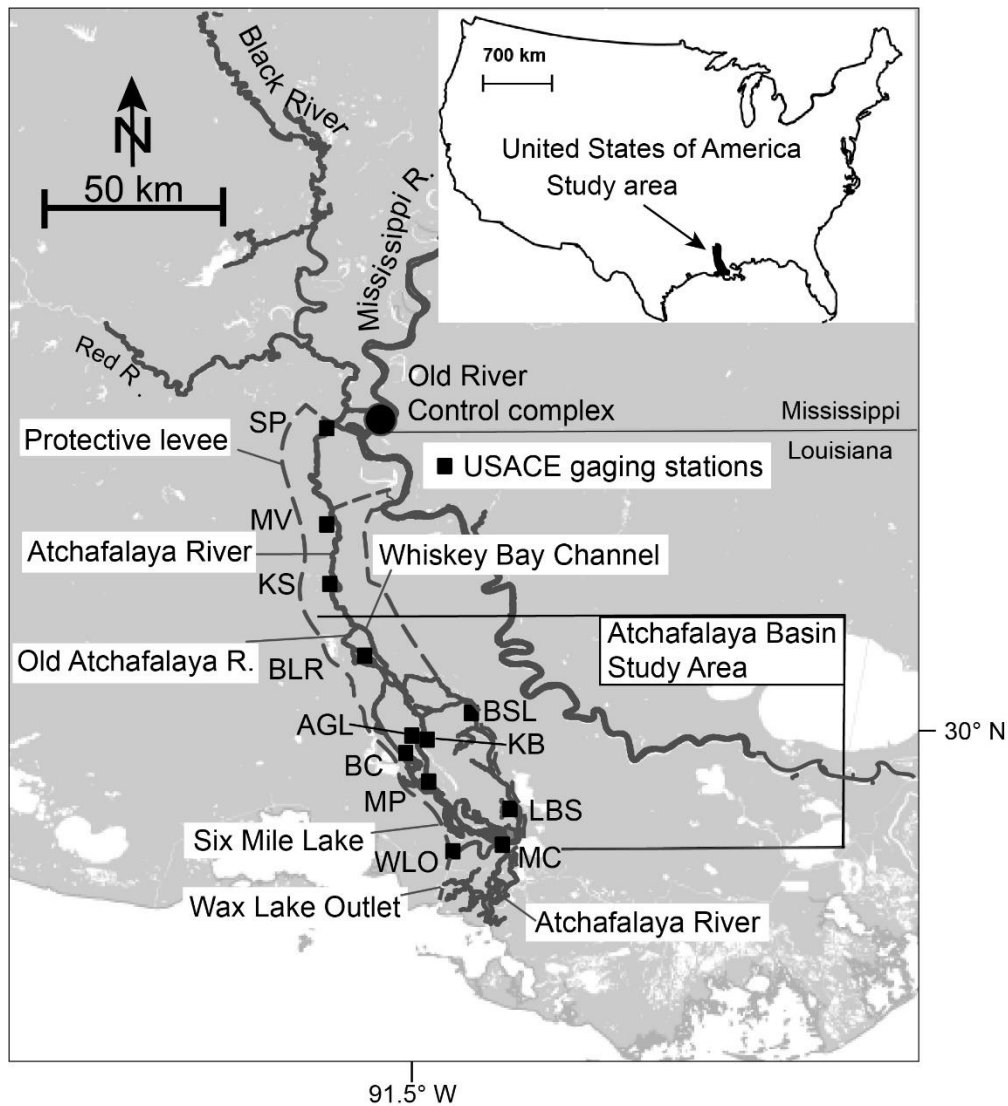 Black River
N
50 km
Mississippi R.
700 km
United States of America
Study area
Red R.
Old River
Control complex
Mississippi
Louisiana
SP
Protective levee
USACE gaging stations
MV
Atchafalaya River
Whiskey Bay Channel
KS
Atchafalaya Basin
Study Area
Old Atchafalaya R.
BLR
BSL
AGL
KB
30° N
BC
MP
LBS
Six Mile Lake
WLO
MC
Wax Lake Outlet
Atchafalaya River
91.5° W